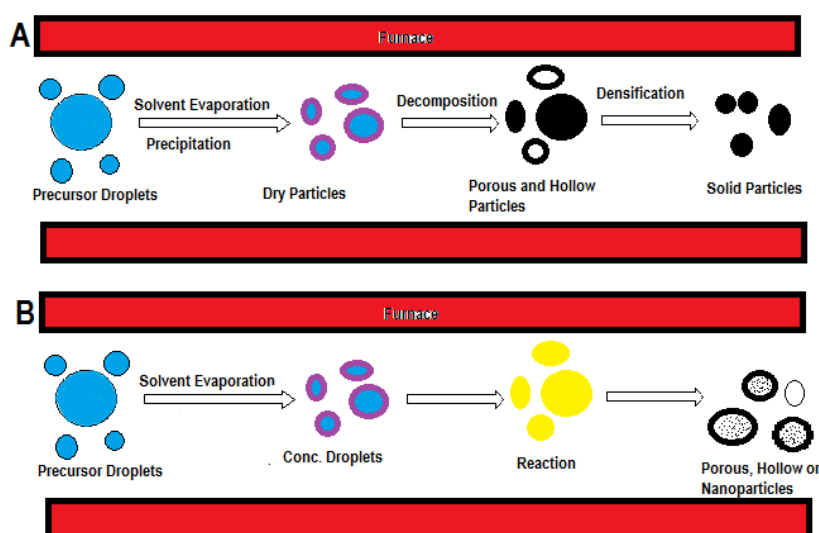 A
Furnace
Solvent Evaporation
Precipitation
Decomposition
Densification
Precursor Droplets
Dry Particles
Porous and Hollow
Particles
Solid Particles
B
Furnace
Solvent Evaporation
Precursor Droplets
Conc. Droplets
Reaction
Porous, Hollow or
Nanoparticles